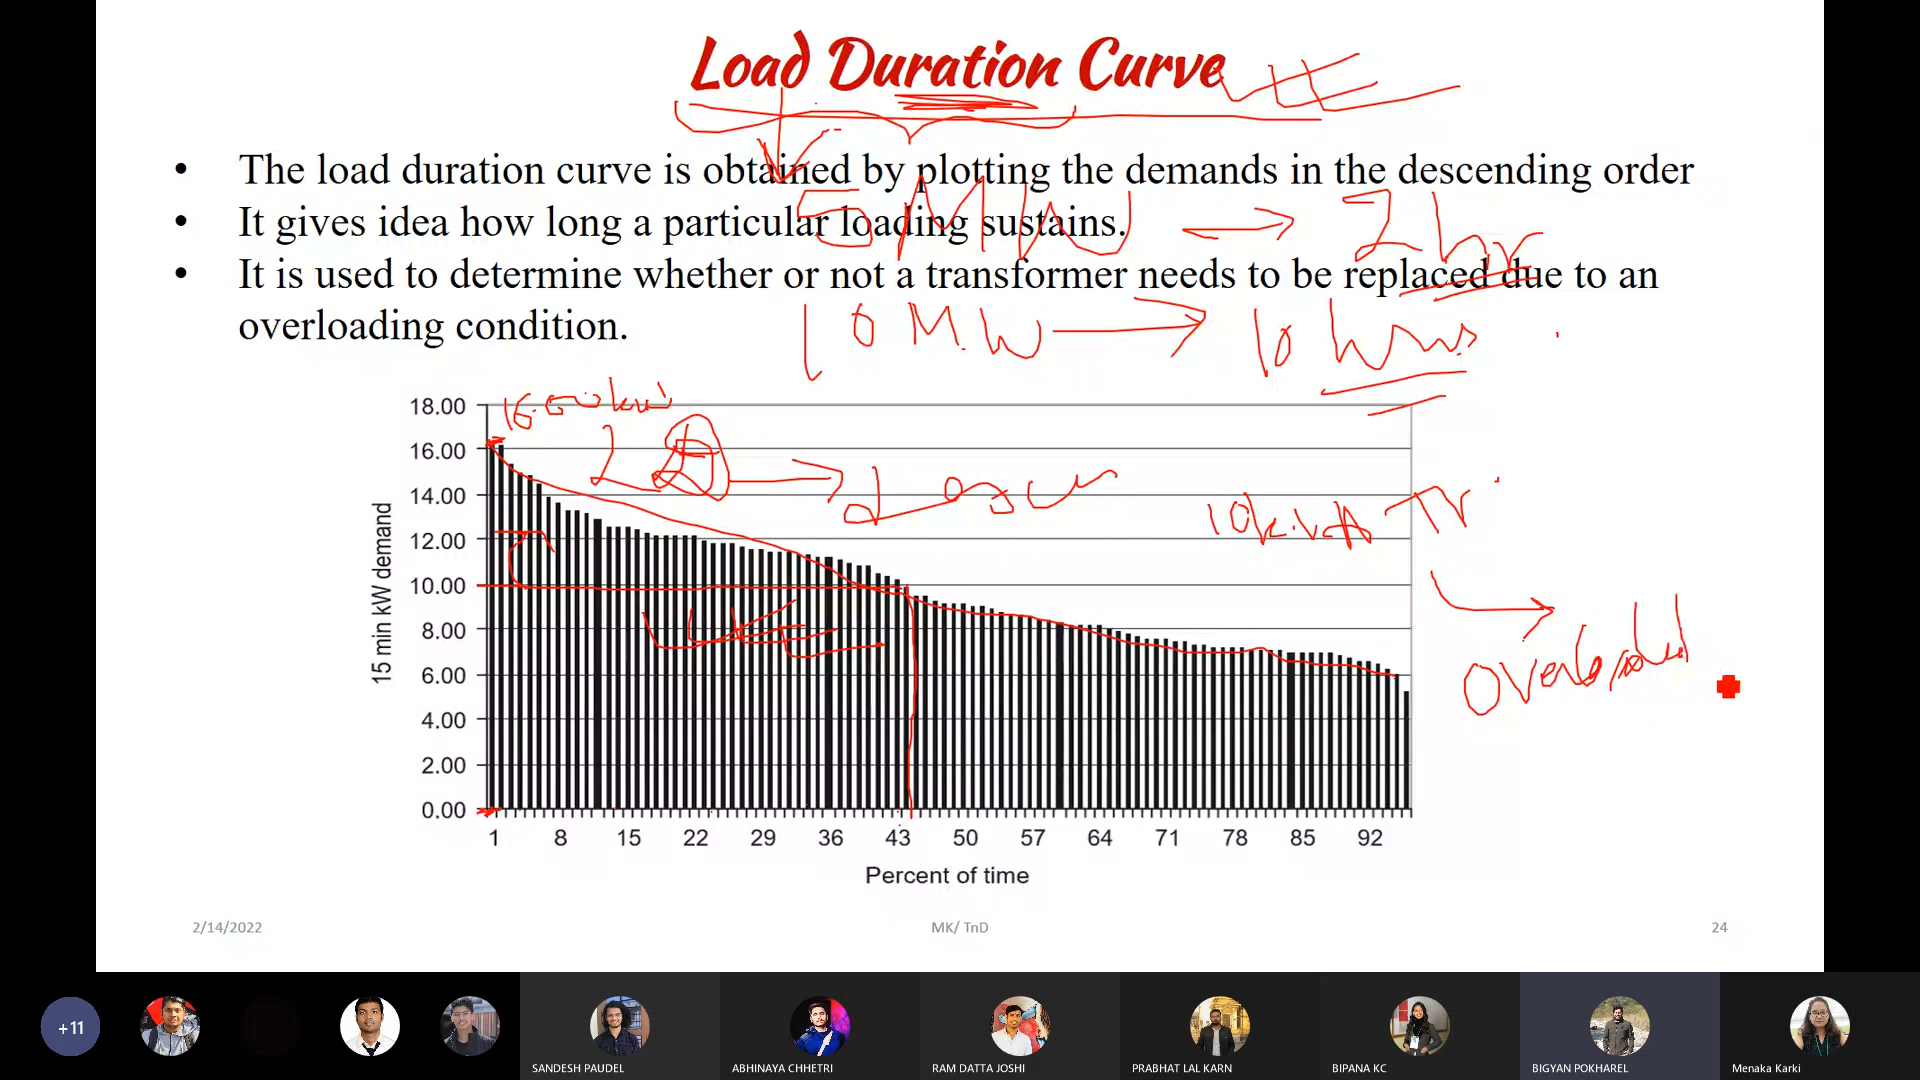 Load Duration Curve
• The load duration curve is obtained by plotting the demands in the descending order
• It gives idea how long a particular loading sustains.
• It is used to determine whether or not a transformer needs to be replaced due to an
overloading condition.
5 MW → 2 hr
10 MW → 10 hrs.
18.00
16.00
14.00
12.00
10.00
8.00
6.00
4.00
2.00
0.00
15 min kW demand
10kVA Tr
overloaded
1 8 15 22 29 36 43 50 57 64 71 78 85 92
Percent of time
2/14/2022 MK/ TnD 24
+11
SANDESH PAUDEL ABHINAYA CHHETRI RAM DATTA JOSHI PRABHAT LAL KARN BIPANA KC BIGYAN POKHAREL Menaka Karki